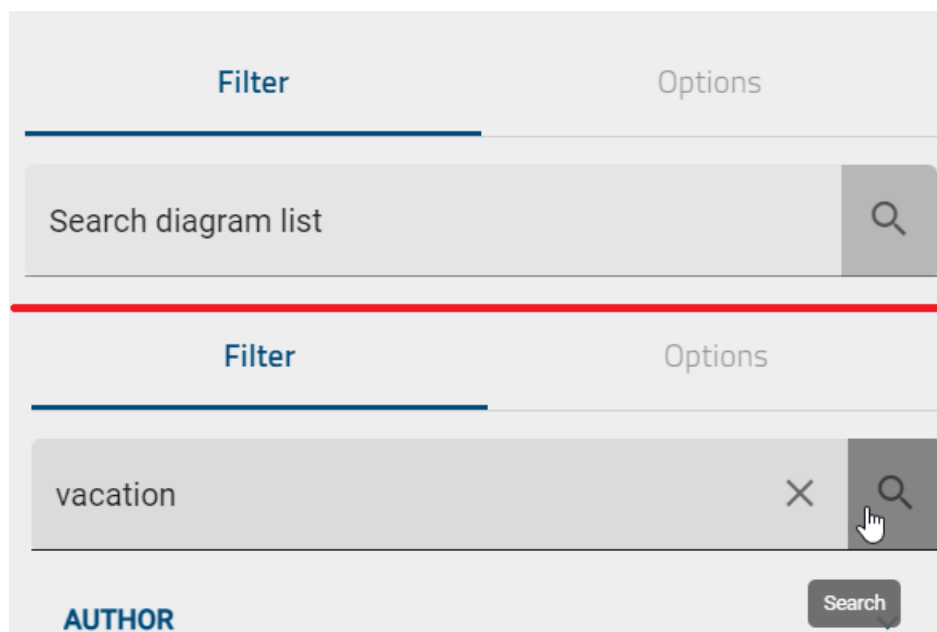 Filter Options
Search diagram list
Filter Options
vacation
Search
AUTHOR